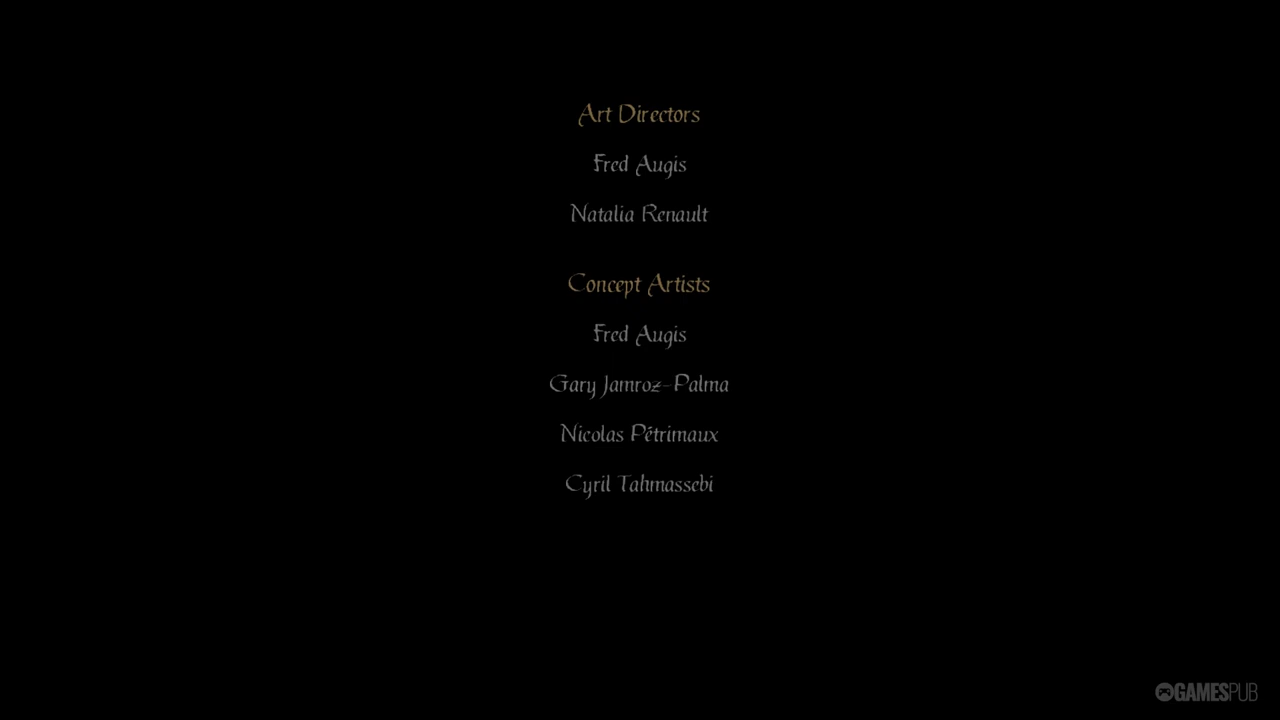 Art Directors
Fred Augis
Natalia Renault
Concept Artists
Fred Augis
Gary Jamroz-Palma
Nicolas Pétrimaux
Cyril Tahmassebi
GAMESPUB